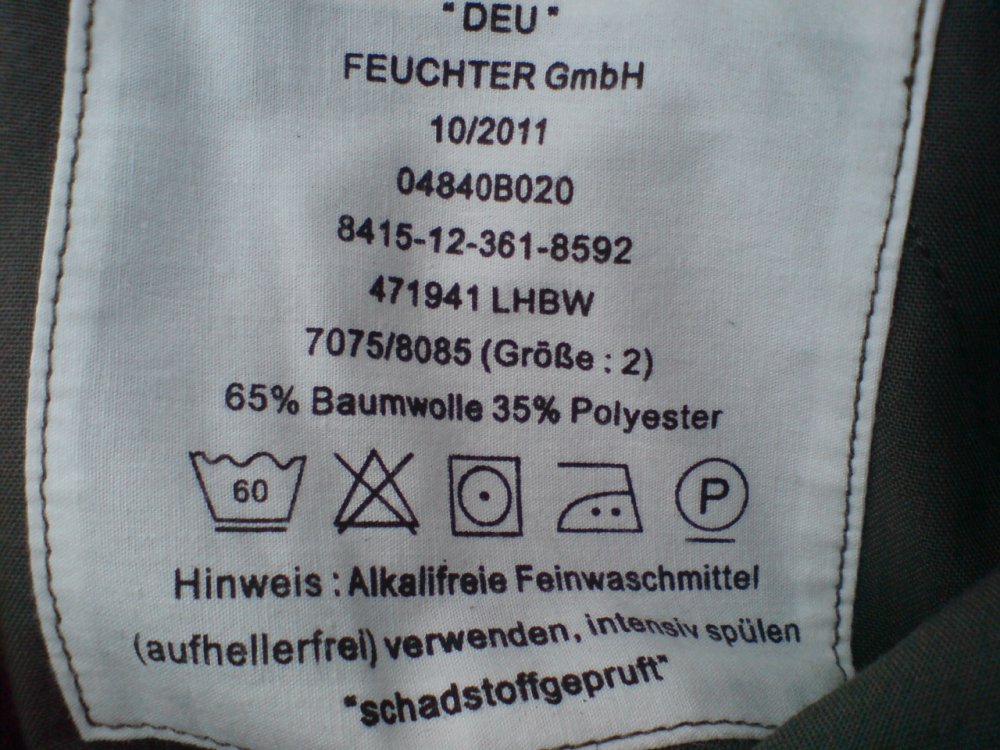 "DEU"
FEUCHTER GmbH
10/2011
04840B020
8415-12-361-8592
471941 LHBW
7075/8085 (Größe : 2)
65% Baumwolle 35% Polyester
60 P
Hinweis : Alkalifreie Feinwaschmittel
(aufhellerfrei) verwenden, intensiv spülen
"schadstoffgepruft"